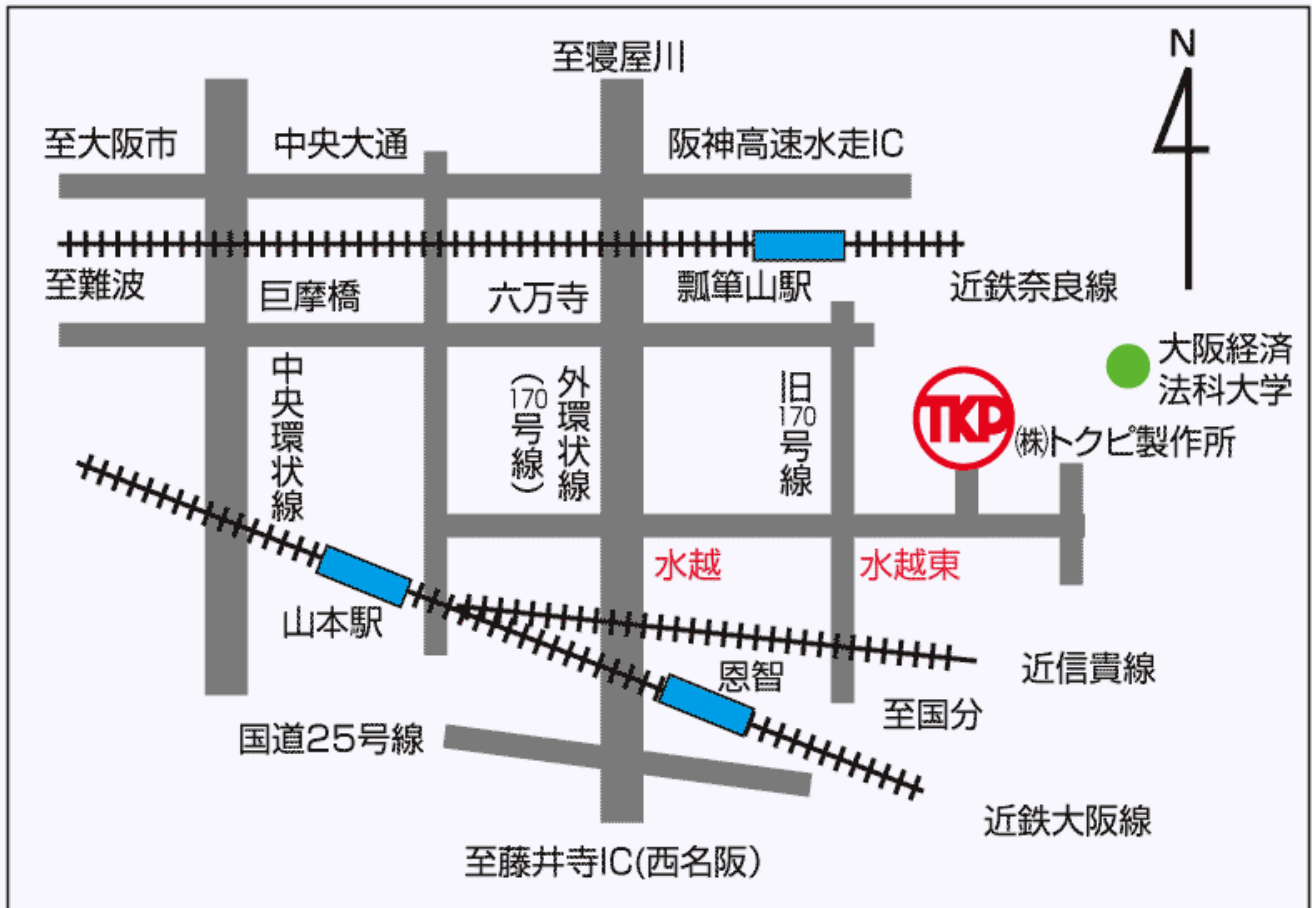 至寝屋川
N
至大阪市
中央大通
阪神高速水走IC
至難波
巨摩橋
六万寺
瓢箪山駅
近鉄奈良線
大阪経済
法科大学
中央環状線
外環状線
(170号線)
旧170号線
TKP
㈱トクピ製作所
水越
水越東
山本駅
恩智
近信貴線
至国分
国道25号線
近鉄大阪線
至藤井寺IC(西名阪)